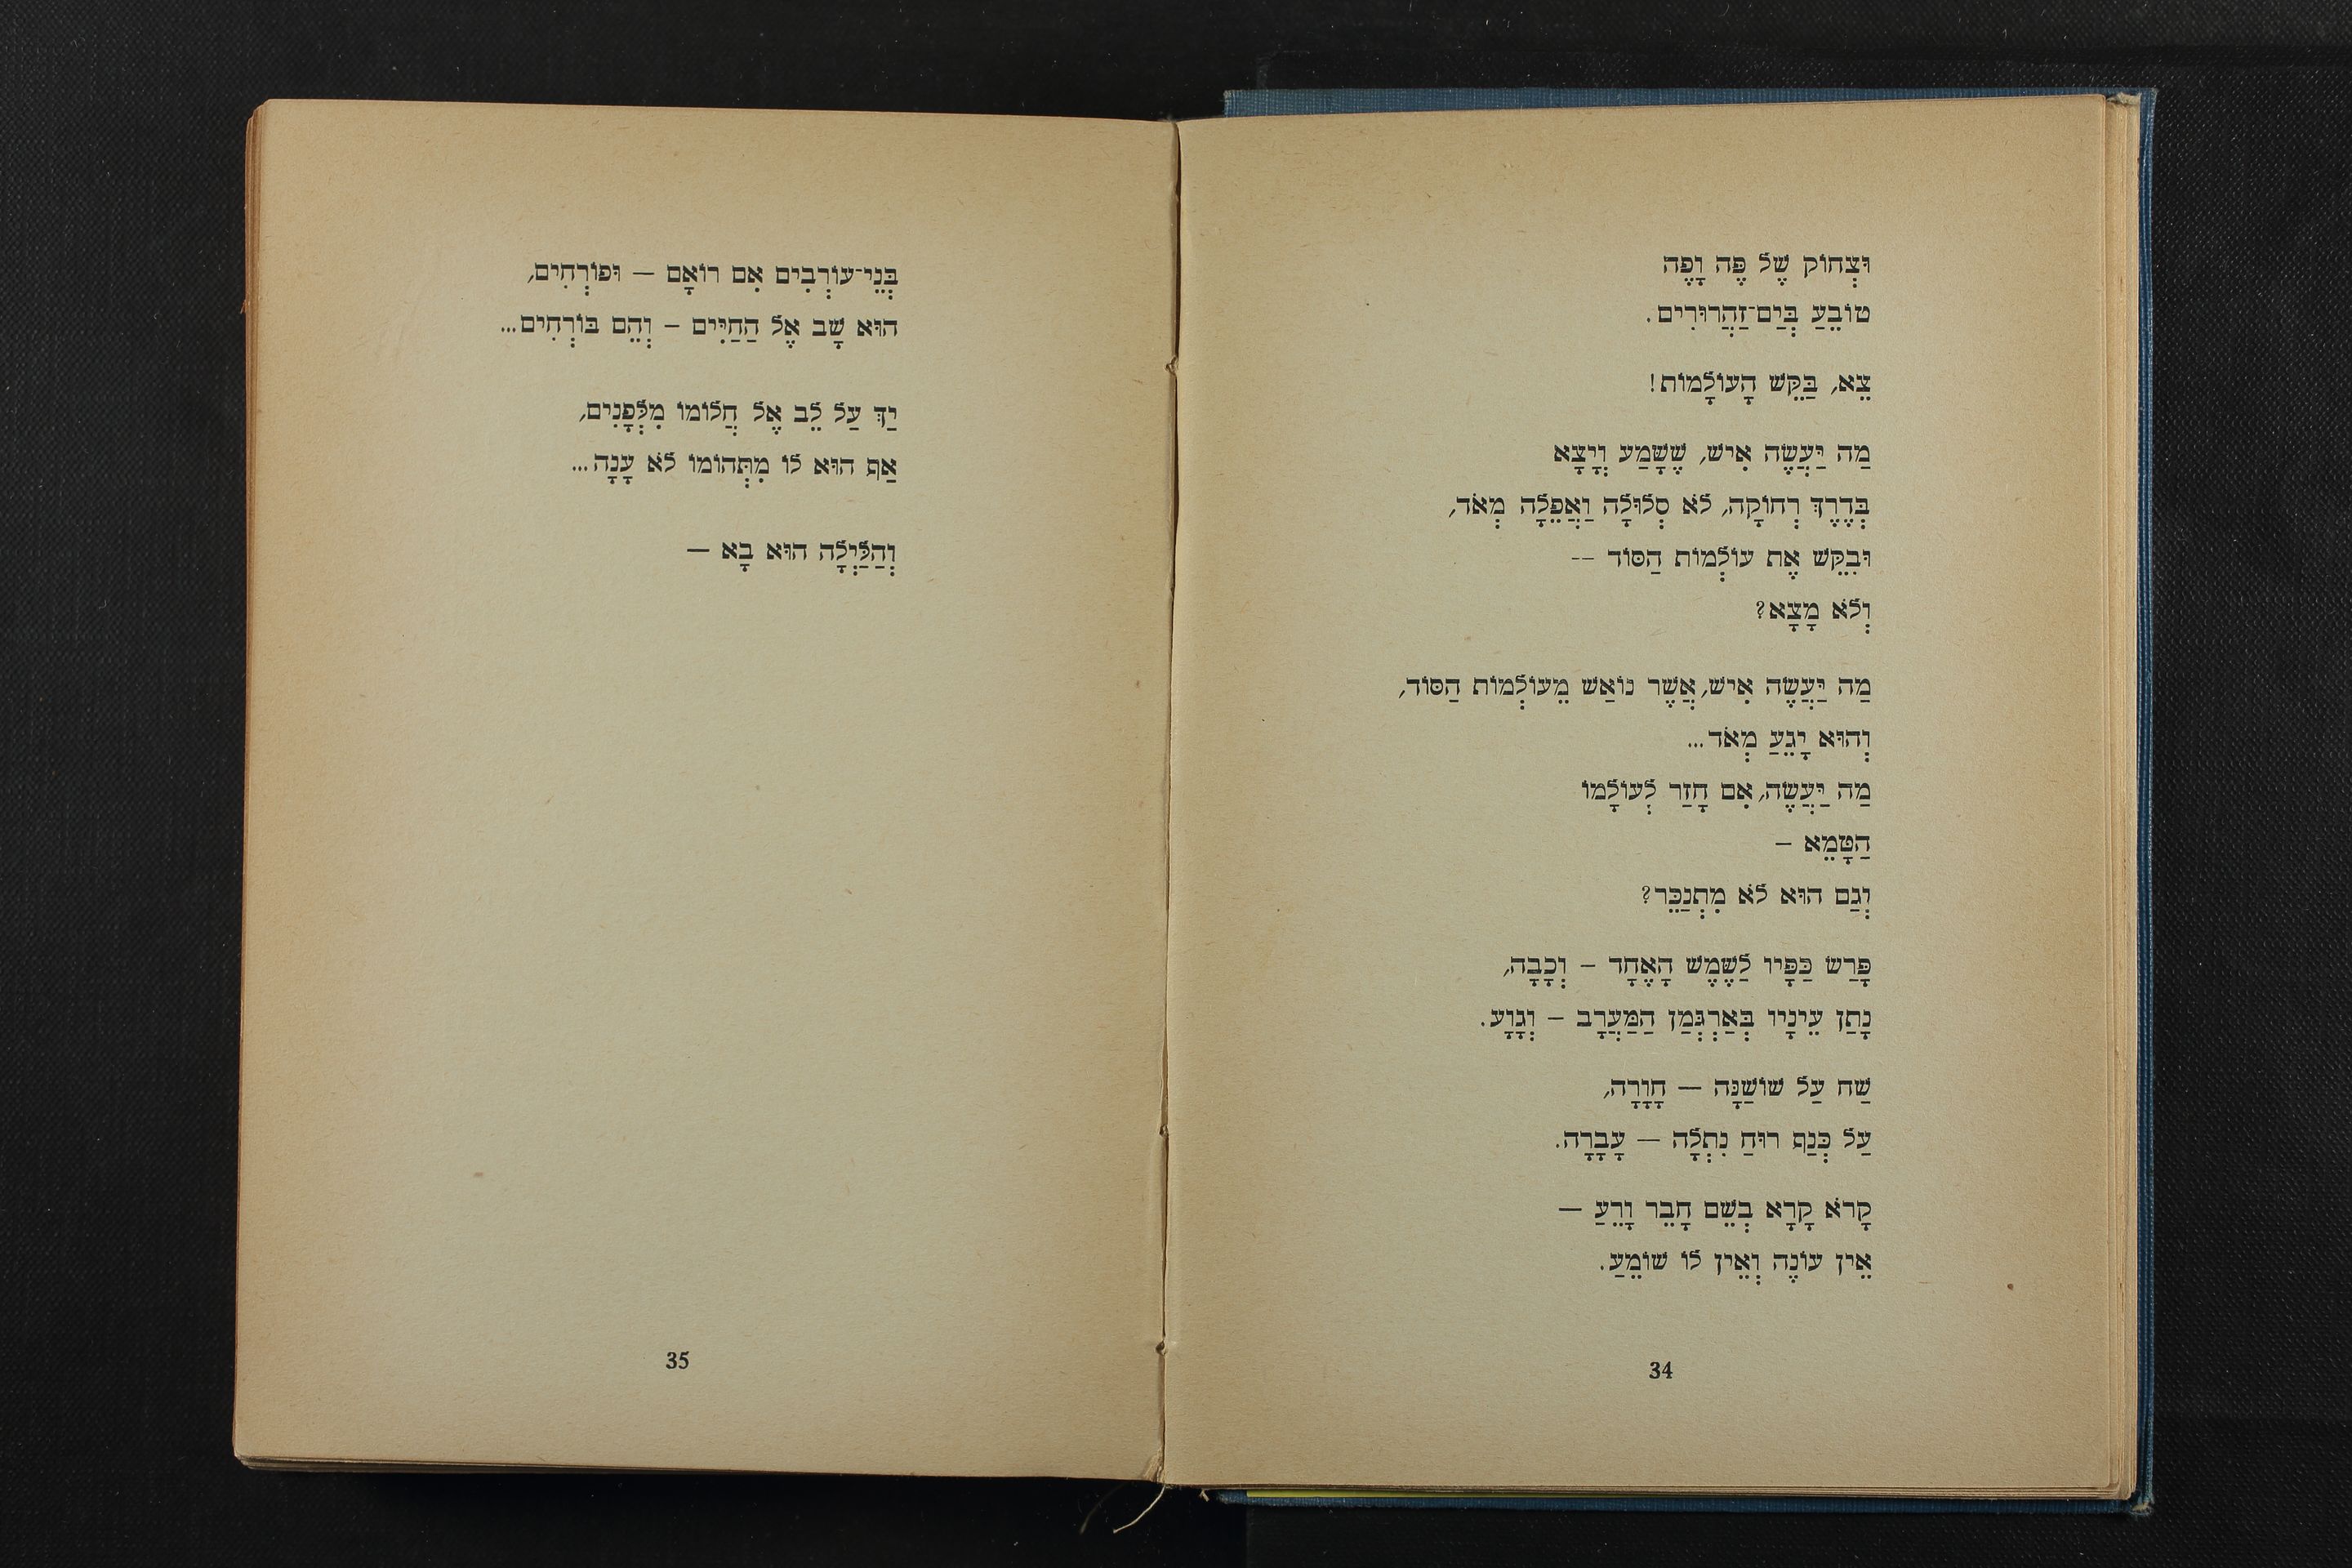 וּצְחוֹק שֶׁל פֶּה וָפֶה
טוֹבֵעַ בְּיַם־זַהֲרוּרִים.
צֵא, בַּקֵּשׁ הָעוֹלָמוֹת!
מַה יַּעֲשֶׂה אִישׁ, שֶׁשָּׁמַע וְיָצָא
בְּדֶרֶךְ רְחוֹקָה, לֹא סְלוּלָה וַאֲפֵלָה מְאֹד,
וּבִקֵּשׁ אֶת עוֹלְמוֹת הַסּוֹד --
וְלֹא מָצָא?
מַה יַּעֲשֶׂה אִישׁ, אֲשֶׁר נוֹאַשׁ מֵעוֹלְמוֹת הַסּוֹד,
וְהוּא יָגֵעַ מְאֹד...
מַה יַּעֲשֶׂה, אִם חָזַר לְעוֹלָמוֹ
הַטָּמֵא –
וְגַם הוּא לֹא מִתְנַכֵּר?
פָּרַשׂ כַּפָּיו לַשֶּׁמֶשׁ הָאֶחָד – וְכָבָה,
נָתַן עֵינָיו בְּאַרְגְּמַן הַמַּעֲרָב – וְגָוָע.
שַׁח עַל שׁוֹשַׁנָּה — חָוָרָה,
עַל כְּנַף רוּחַ נִתְלָה — עָבָרָה.
קָרֹא קָרָא בְשֵׁם חָבֵר וָרֵעַ —
אֵין עוֹנֶה וְאֵין לוֹ שׁוֹמֵעַ.
34
בְּנֵי־עוֹרְבִים אִם רוֹאָם — וּפוֹרְחִים,
הוּא שָׁב אֶל הַחַיִּים – וְהֵם בּוֹרְחִים...
יַךְ עַל לֵב אֶל חֲלוֹמוֹ מִלְּפָנִים,
אַף הוּא לוֹ מִתְּהוֹמוֹ לֹא עָנָה...
וְהַלַּיְלָה הוּא בָא —
35